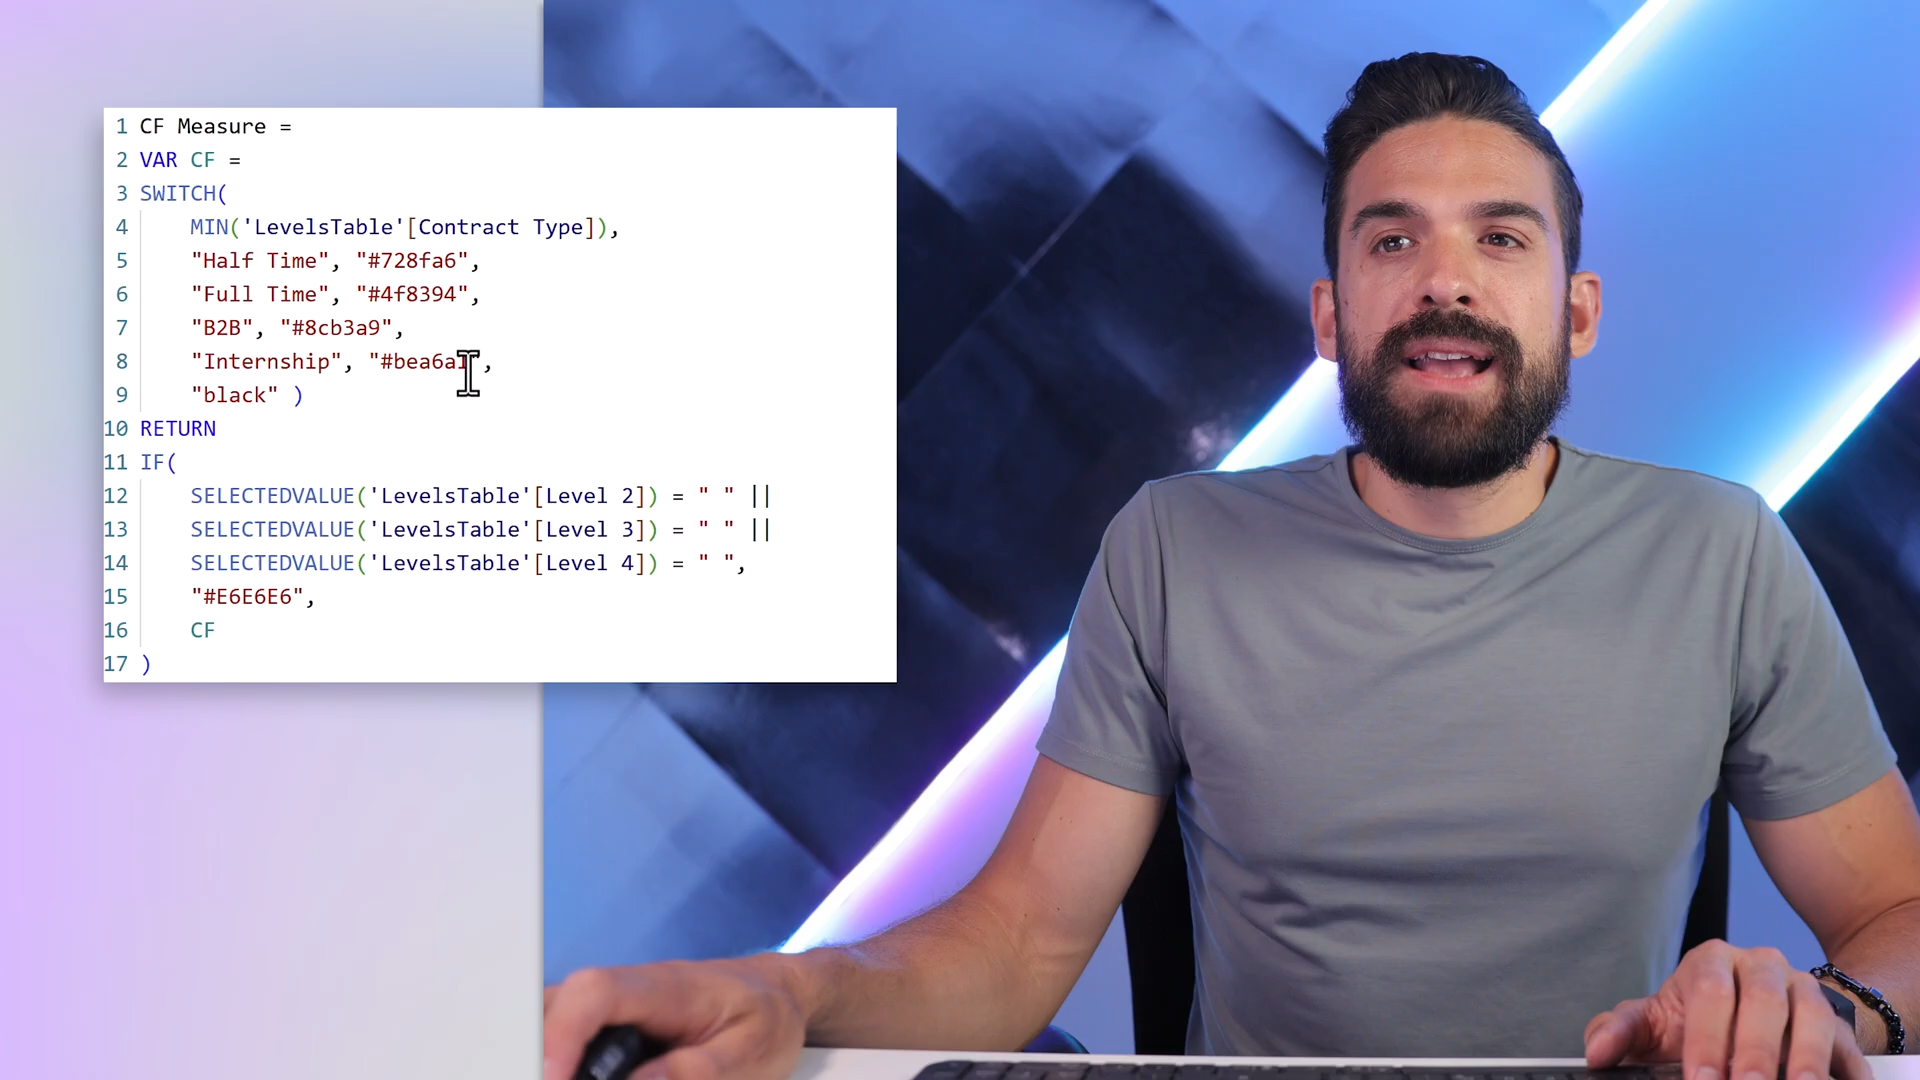 1 CF Measure =
2 VAR CF =
3 SWITCH(
4 MIN('LevelsTable'[Contract Type]),
5 "Half Time", "#728fa6",
6 "Full Time", "#4f8394",
7 "B2B", "#8cb3a9",
8 "Internship", 
9 "black" )
10 RETURN
11 IF(
12 SELECTEDVALUE('LevelsTable'[Level 2]) = " " ||
13 SELECTEDVALUE('LevelsTable'[Level 3]) = " " ||
14 SELECTEDVALUE('LevelsTable'[Level 4]) = " ",
15 "#E6E6E6",
16 CF
17 )